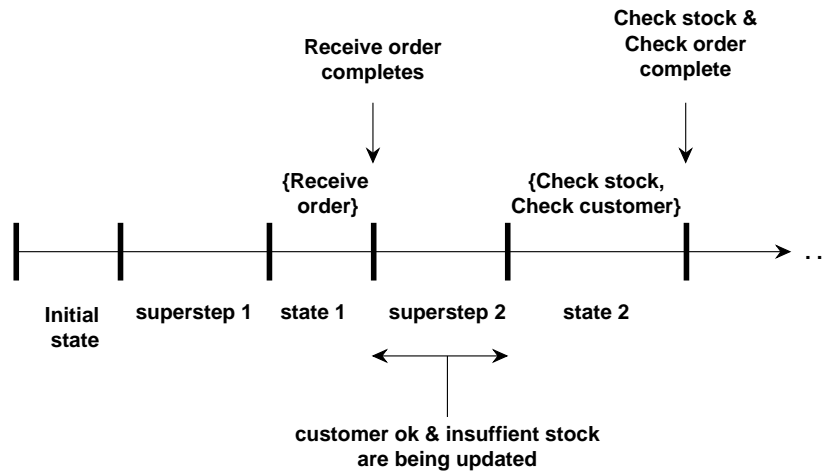 Receive order
completes
Check stock &
Check order
complete
{Receive
order}
{Check stock,
Check customer}
. .
Initial
state
superstep 1
state 1
superstep 2
state 2
customer ok & insuffient stock
are being updated